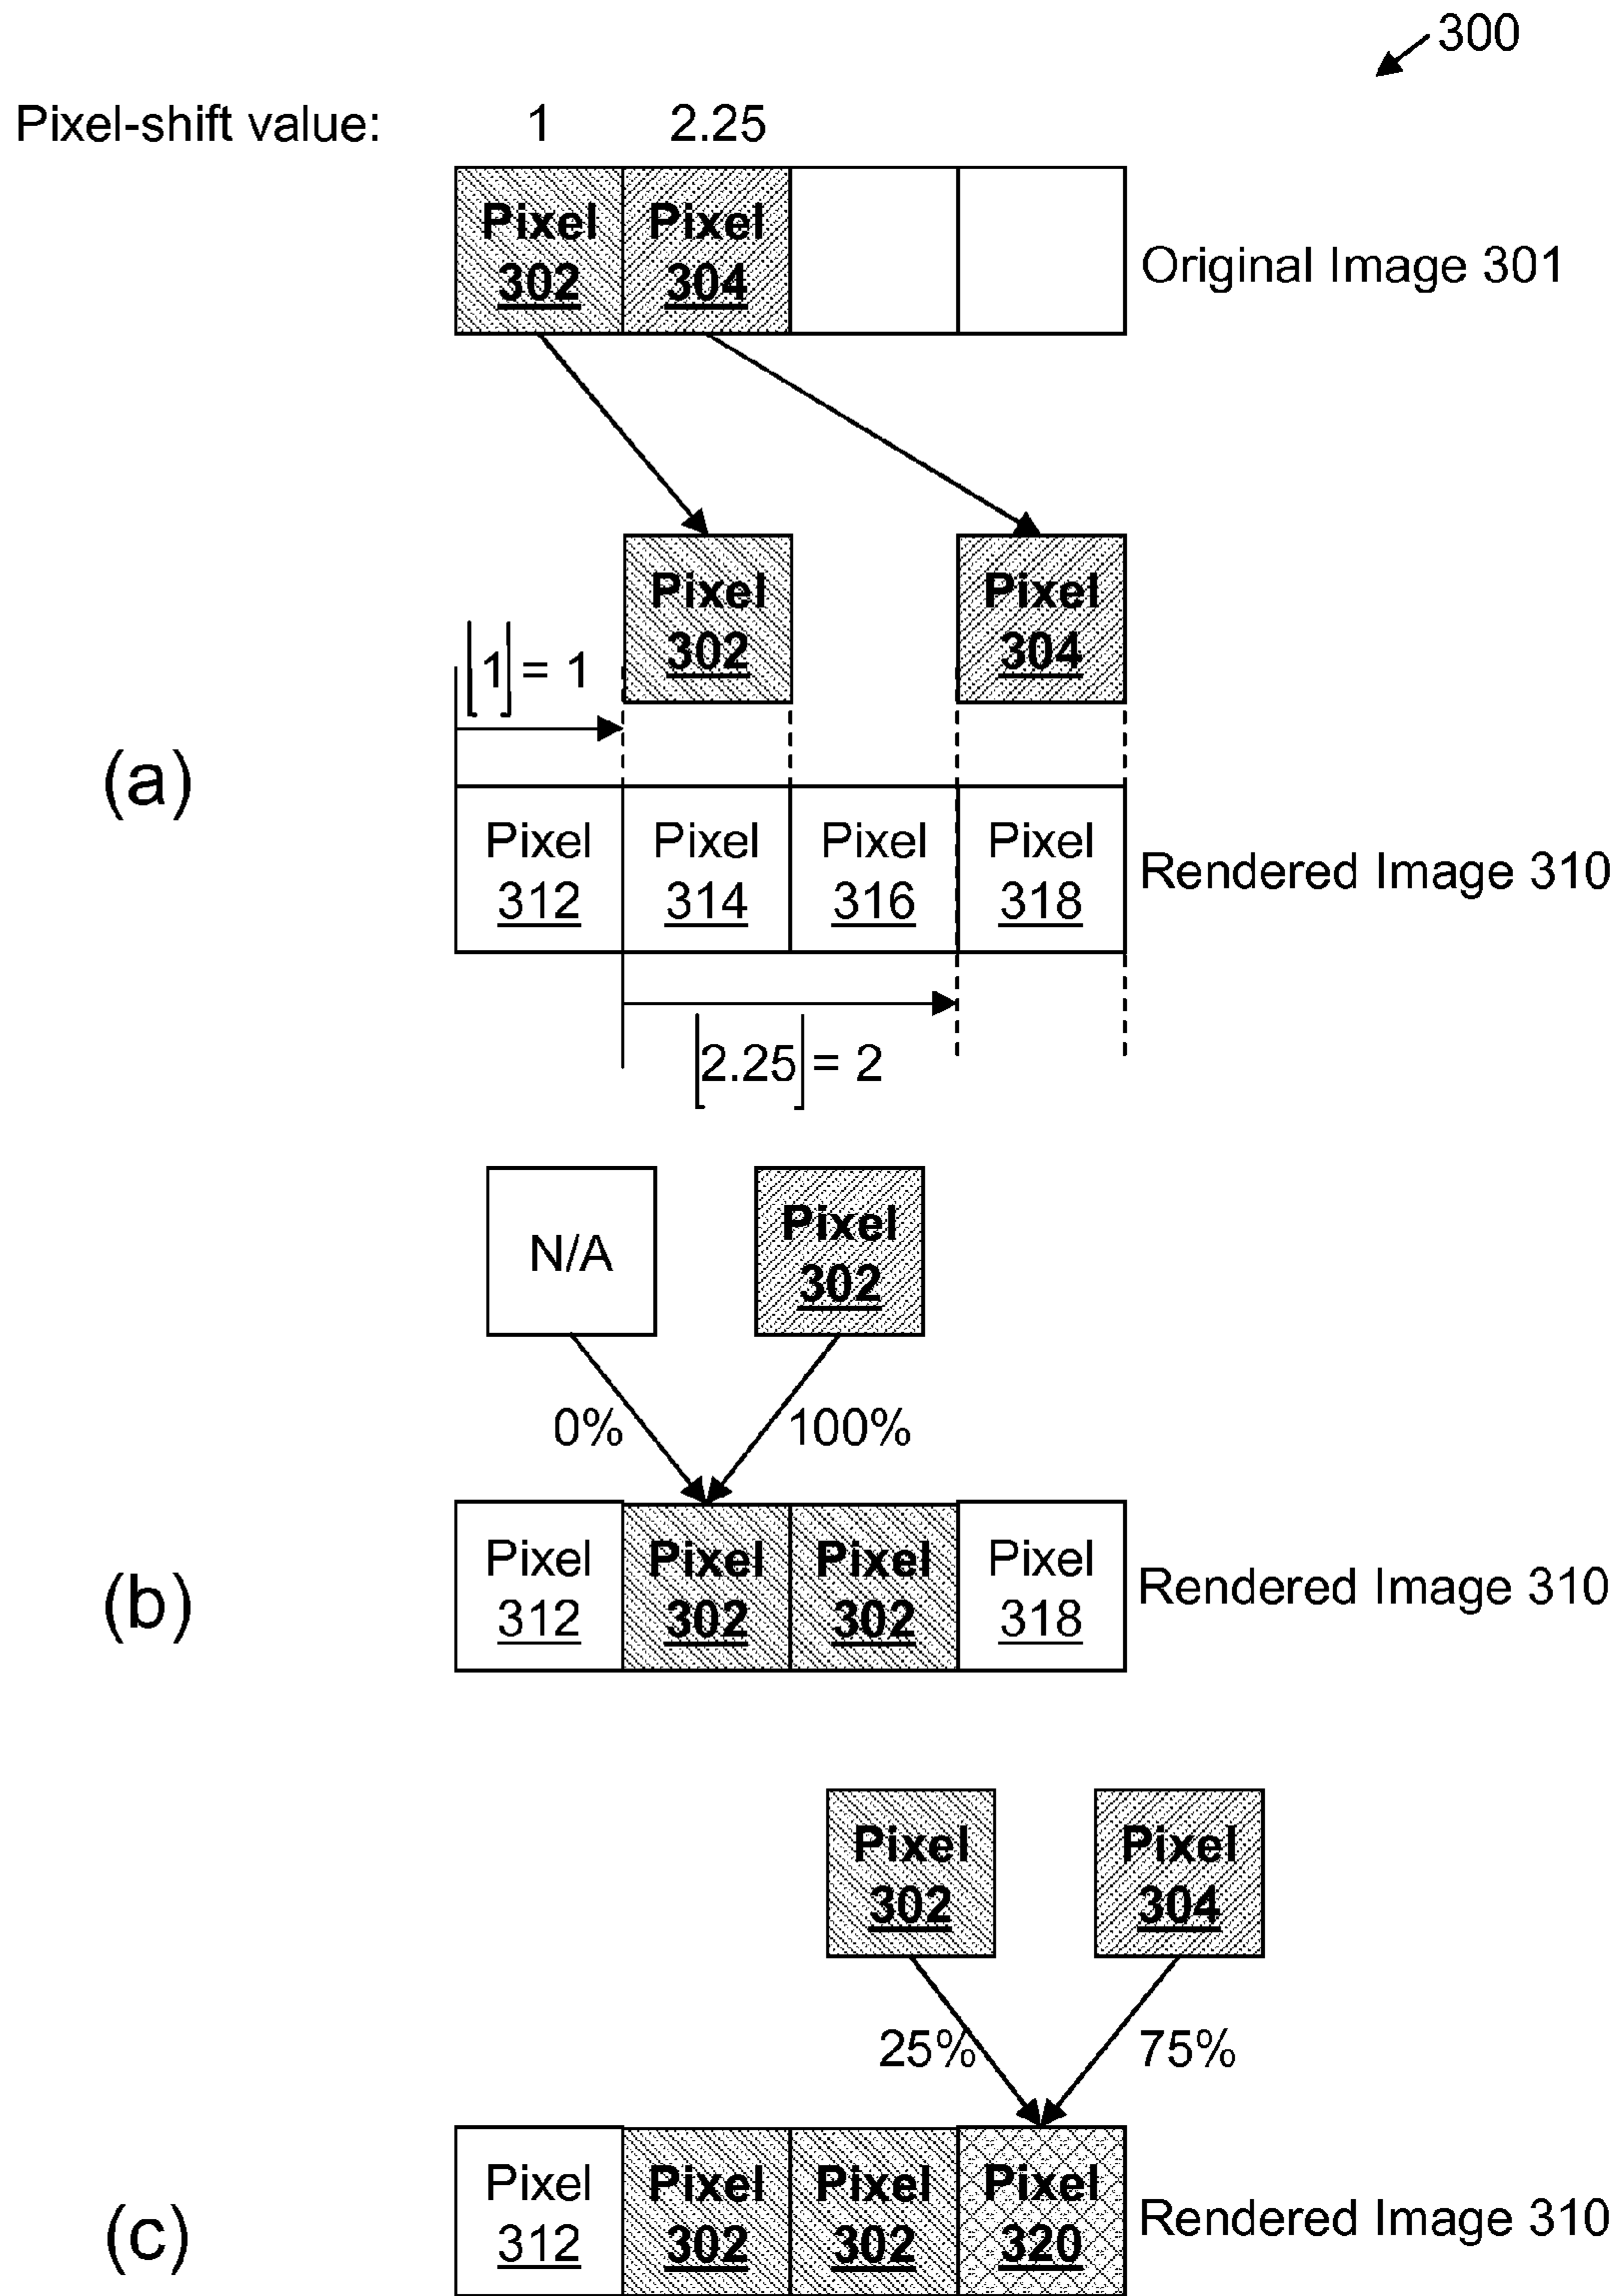 300
Pixel-shift value: 1 2.25
Pixel Pixel
302 304
Original Image 301
Pixel Pixel
302 304
⌊1⌋ = 1
(a)
Pixel Pixel Pixel Pixel
312 314 316 318
Rendered Image 310
⌊2.25⌋ = 2
N/A
Pixel
302
0% 100%
(b)
Pixel Pixel Pixel Pixel
312 302 302 318
Rendered Image 310
Pixel Pixel
302 304
25% 75%
(c)
Pixel Pixel Pixel Pixel
312 302 302 320
Rendered Image 310